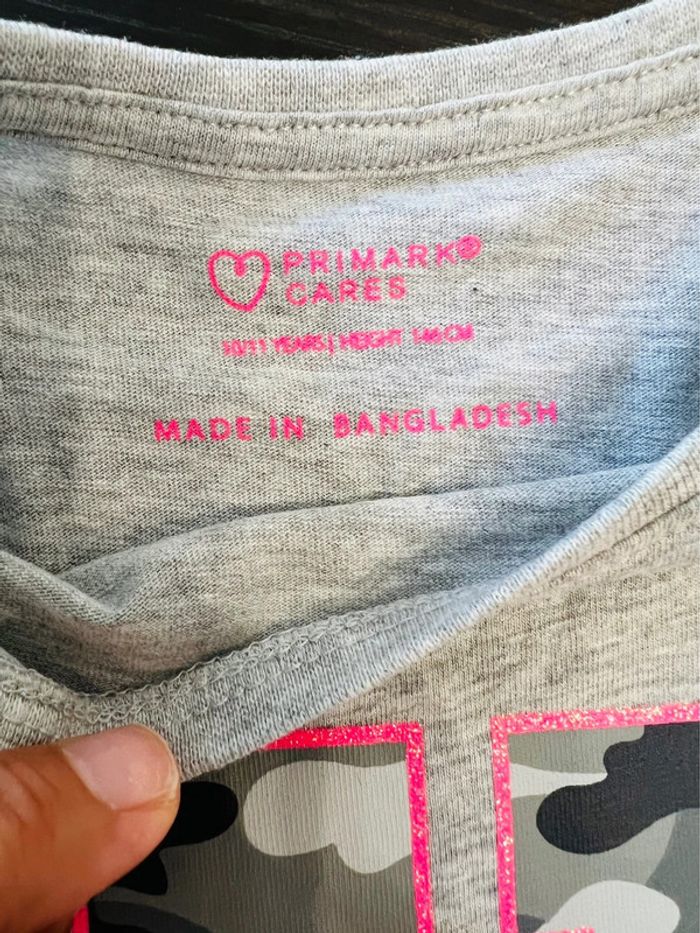 PRIMARK®
CARES
10/11 YEARS | HEIGHT 146 CM
MADE IN BANGLADESH